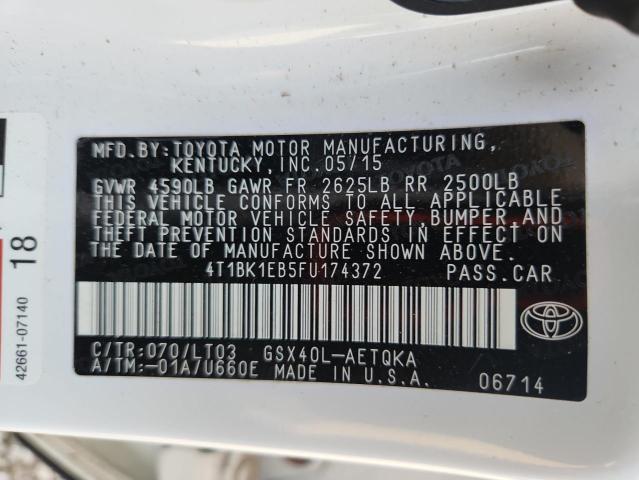 MFD.BY:TOYOTA MOTOR MANUFACTURING,
KENTUCKY,INC.05/15
GVWR 4590LB GAWR FR 2625LB RR 2500LB
THIS VEHICLE CONFORMS TO ALL APPLICABLE
FEDERAL MOTOR VEHICLE SAFETY,BUMPER,AND
THEFT PREVENTION STANDARDS IN EFFECT ON
THE DATE OF MANUFACTURE SHOWN ABOVE.
4T1BK1EB5FU174372 PASS.CAR
C/TR:070/LT03 GSX40L-AETQKA
A/TM:-01A/U660E MADE IN U.S.A. 06714
18
42661-07140